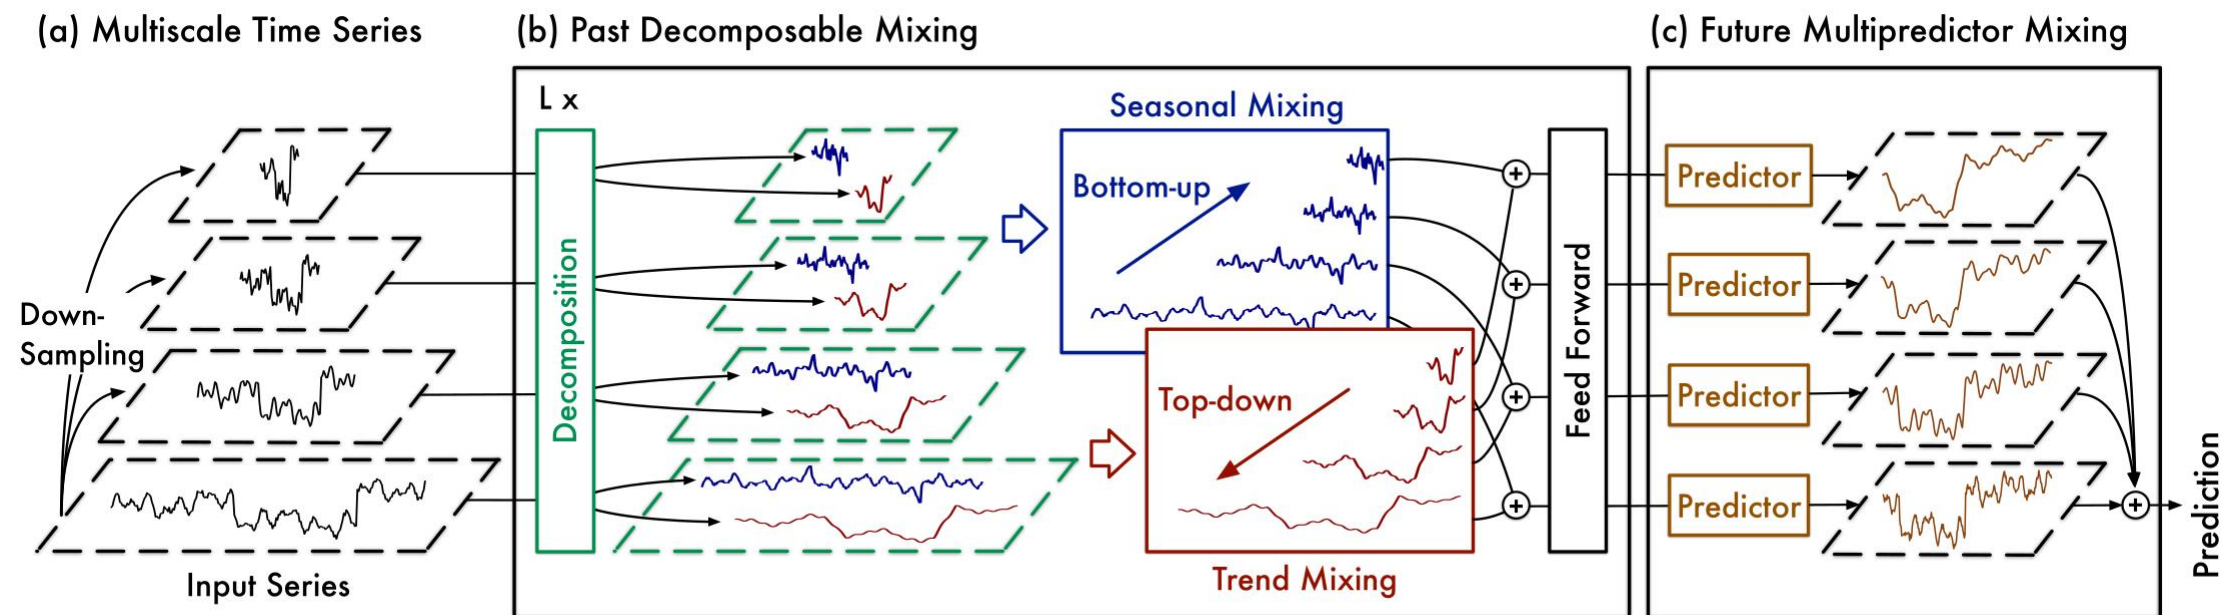 (a) Multiscale Time Series
(b) Past Decomposable Mixing
(c) Future Multipredictor Mixing
Down-
Sampling
Input Series
L x
Decomposition
Seasonal Mixing
Bottom-up
Top-down
Trend Mixing
Feed Forward
Predictor
Predictor
Predictor
Predictor
Prediction